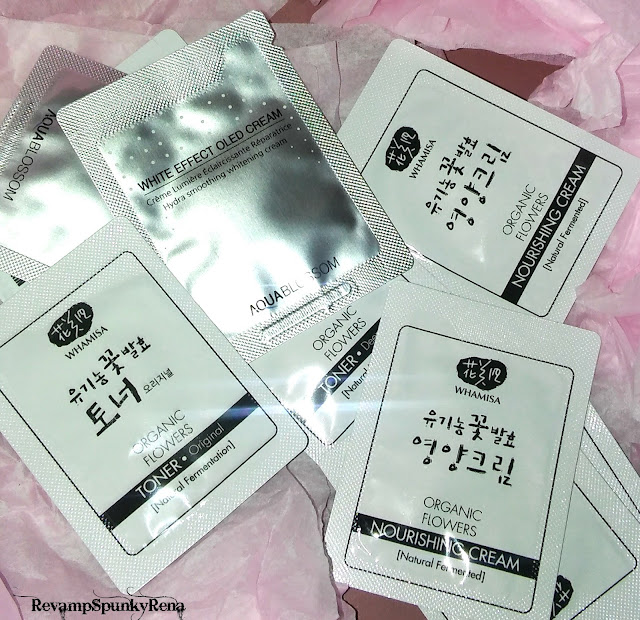 AQUABLOSSOM
WHITE EFFECT OLED CREAM
Crème Lumière Éclaircissante Réparatrice
Hydra smoothing whitening cream
AQUABLOSSOM
WHAMISA
유기농 꽃 발효
영양크림
ORGANIC
FLOWERS
NOURISHING CREAM
[Natural Fermented]
WHAMISA
유기농 꽃 발효
토너 오리지널
ORGANIC
FLOWERS
TONER • Original
[Natural Fermentation]
ORGANIC
FLOWERS
TONER •
WHAMISA
유기농 꽃 발효
영양크림
ORGANIC
FLOWERS
NOURISHING CREAM
[Natural Fermented]
RevampSpunkyRena